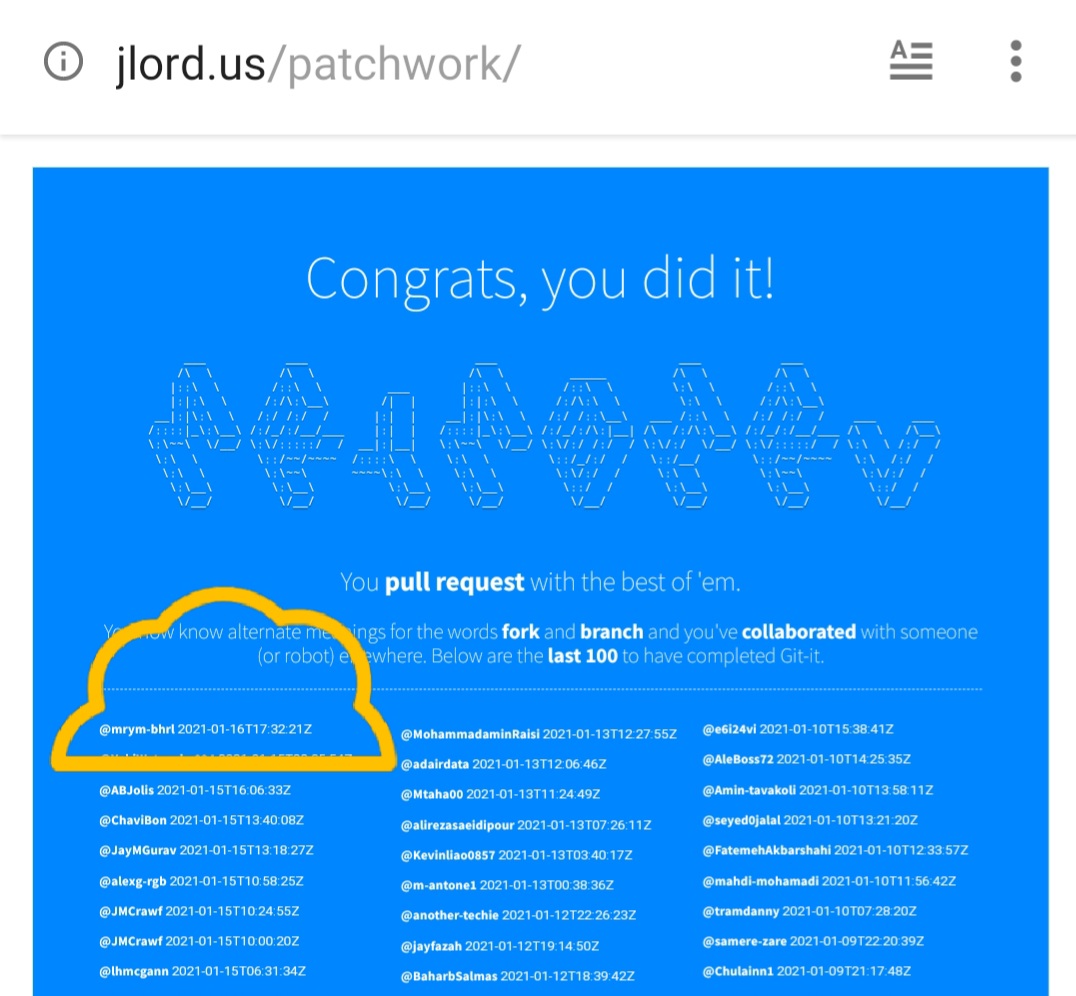 jlord.us/patchwork/
Congrats, you did it!
You pull request with the best of 'em.
You now know alternate meanings for the words fork and branch and you've collaborated with someone
(or robot) elsewhere. Below are the last 100 to have completed Git-it.
@mrym-bhrl 2021-01-16T17:32:21Z
@ABJolis 2021-01-15T16:06:33Z
@ChaviBon 2021-01-15T13:40:08Z
@JayMGurav 2021-01-15T13:18:27Z
@alexg-rgb 2021-01-15T10:58:25Z
@JMCrawf 2021-01-15T10:24:55Z
@JMCrawf 2021-01-15T10:00:20Z
@lhmcgann 2021-01-15T06:31:34Z
@MohammadaminRaisi 2021-01-13T12:27:55Z
@adairdata 2021-01-13T12:06:46Z
@Mtaha00 2021-01-13T11:24:49Z
@alirezasaeidipour 2021-01-13T07:26:11Z
@Kevinliao0857 2021-01-13T03:40:17Z
@m-antone1 2021-01-13T00:38:36Z
@another-techie 2021-01-12T22:26:23Z
@jayfazah 2021-01-12T19:14:50Z
@BaharbSalmas 2021-01-12T18:39:42Z
@e6i24vi 2021-01-10T15:38:41Z
@AleBoss72 2021-01-10T14:25:35Z
@Amin-tavakoli 2021-01-10T13:58:11Z
@seyed0jalal 2021-01-10T13:21:20Z
@FatemehAkbarshahi 2021-01-10T12:33:57Z
@mahdi-mohamadi 2021-01-10T11:56:42Z
@tramdanny 2021-01-10T07:28:20Z
@samere-zare 2021-01-09T22:20:39Z
@Chulainn1 2021-01-09T21:17:48Z